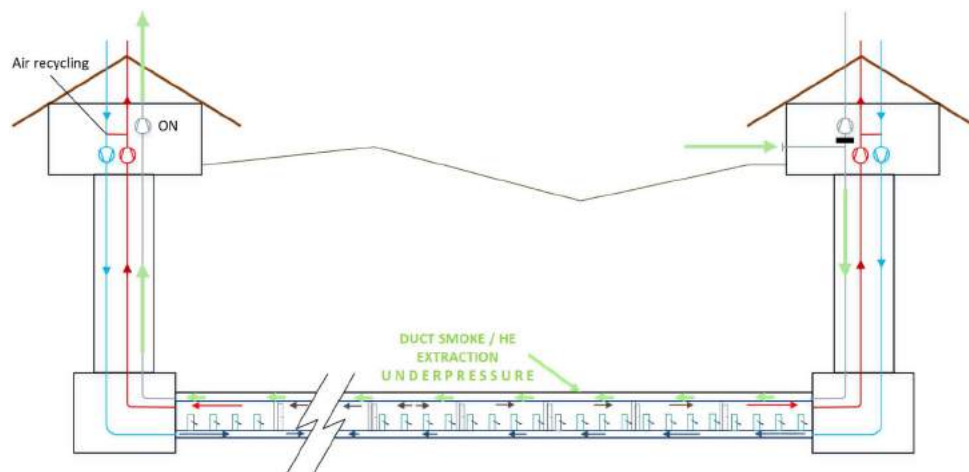 Air recycling
ON
DUCT SMOKE / HE
EXTRACTION
UNDERPRESSURE